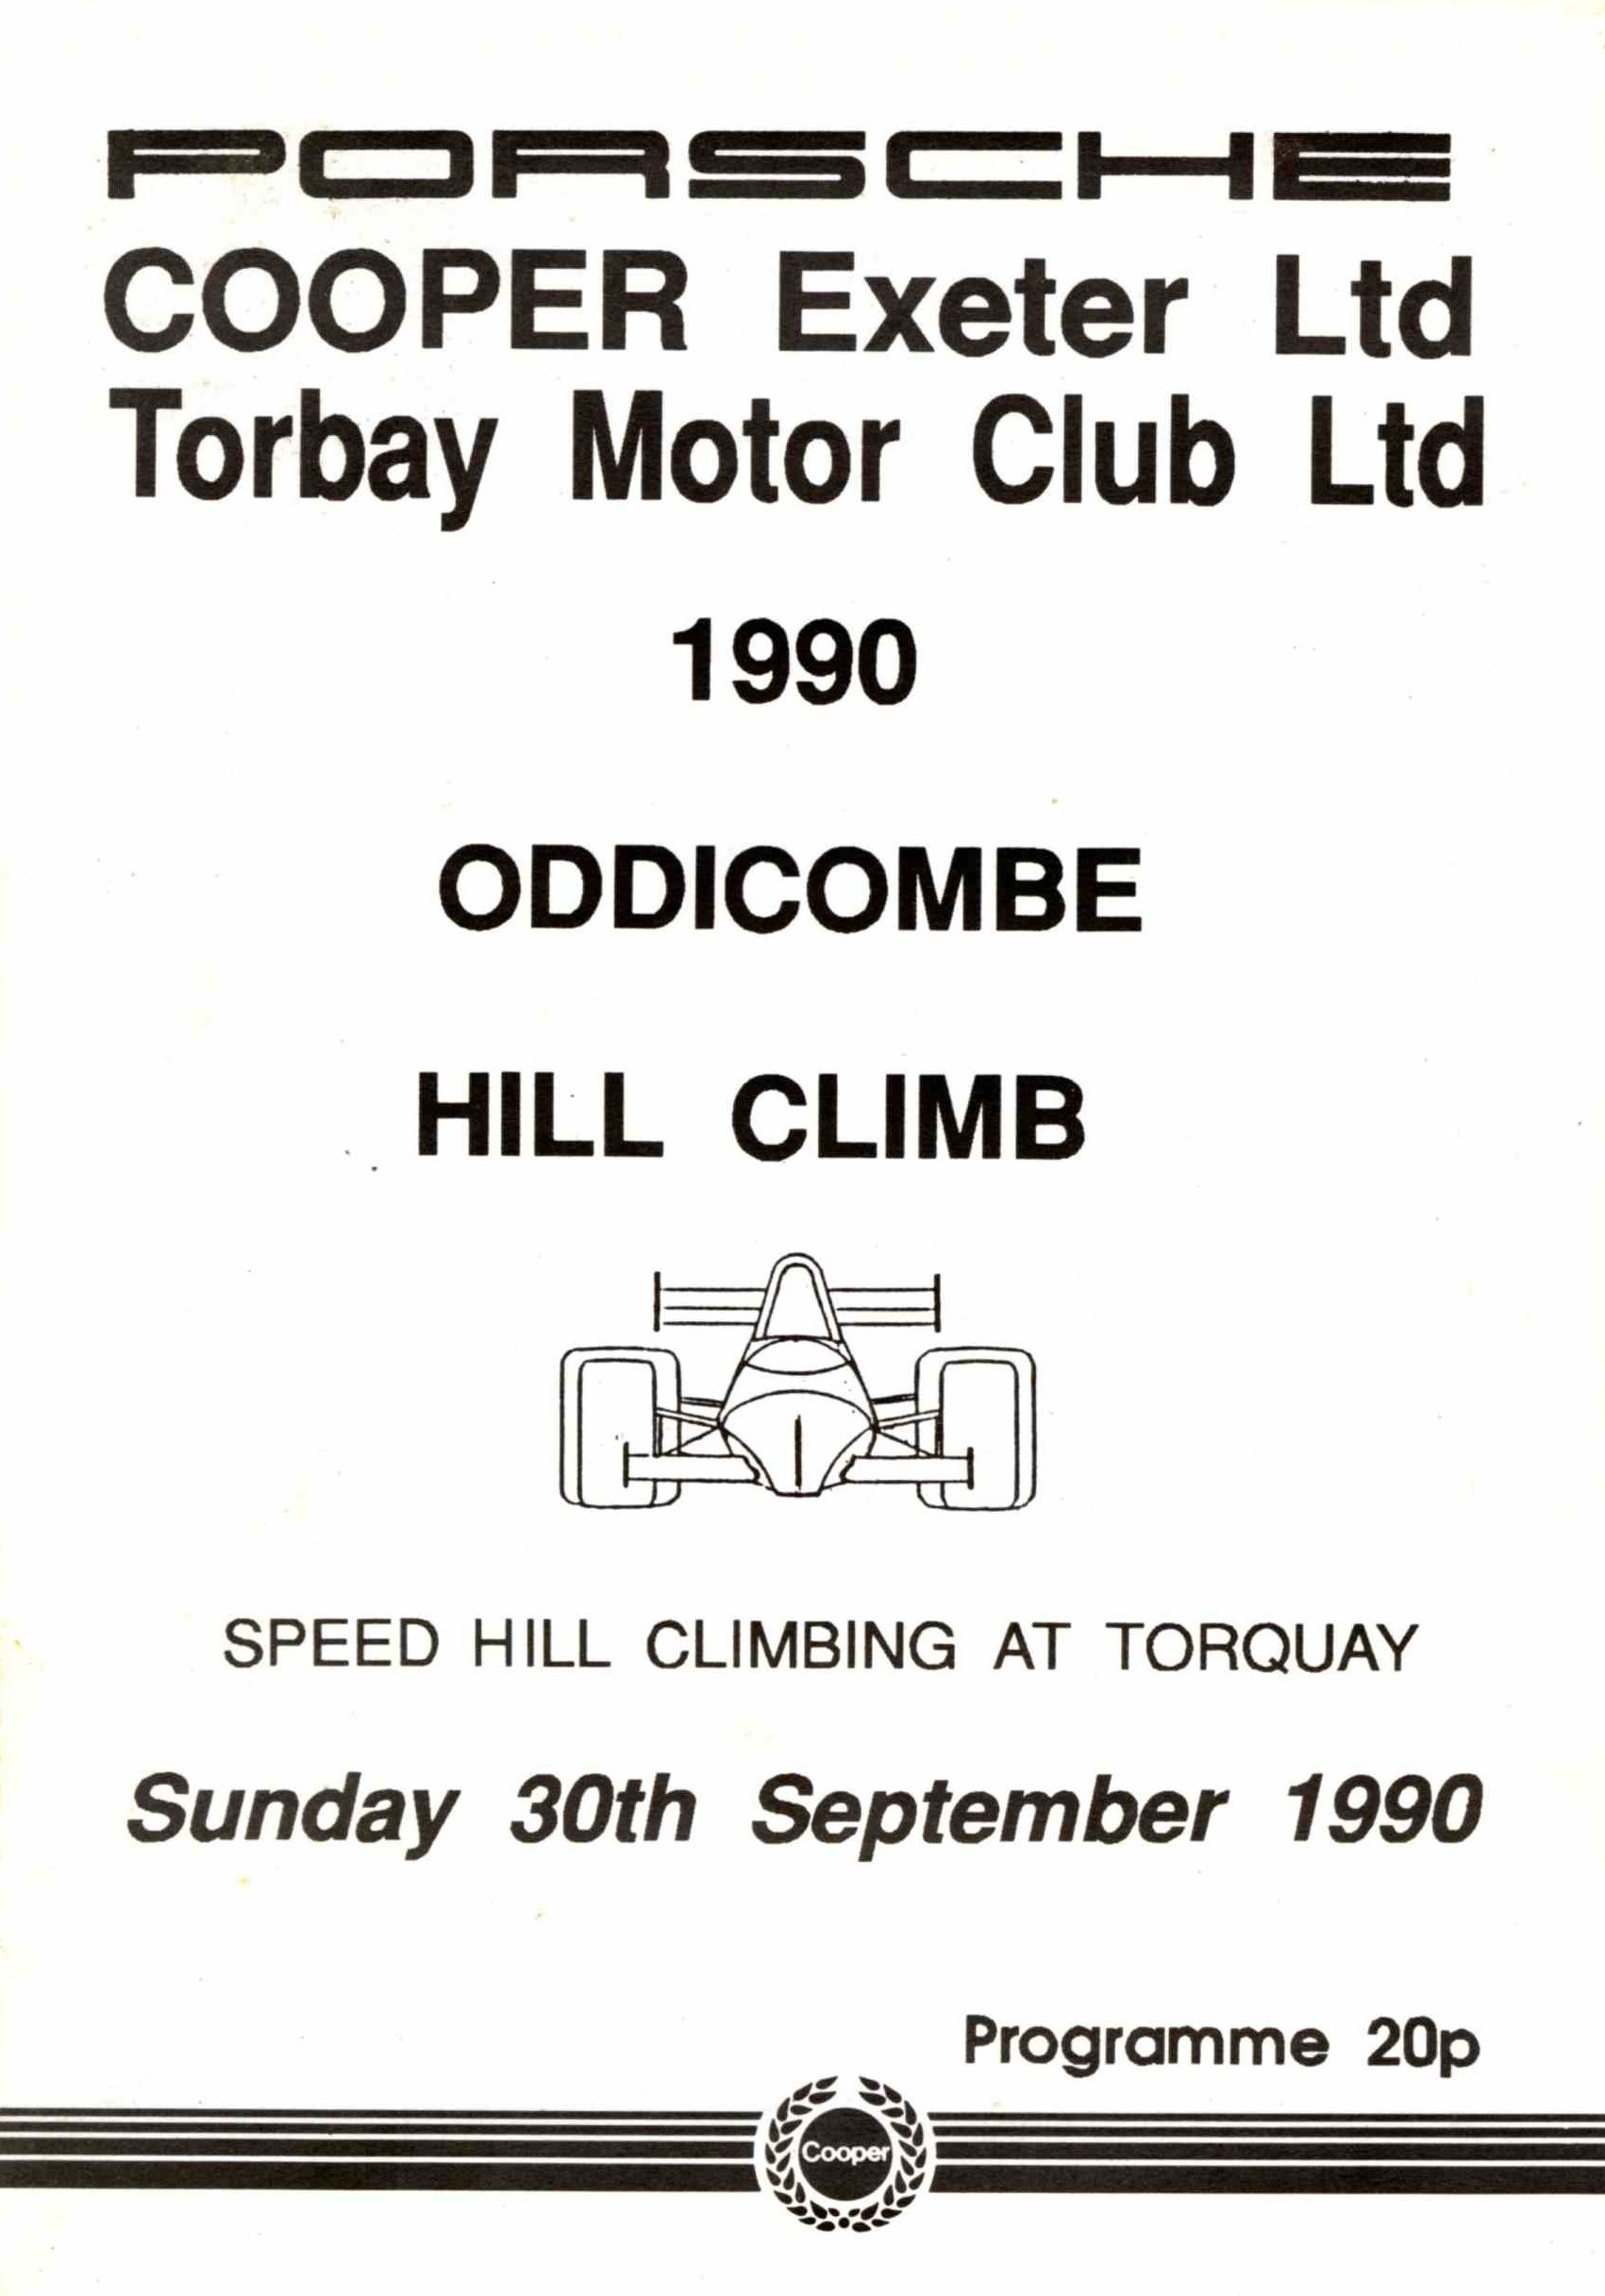 PORSCHE
COOPER Exeter Ltd
Torbay Motor Club Ltd
1990
ODDICOMBE
HILL CLIMB
SPEED HILL CLIMBING AT TORQUAY
Sunday 30th September 1990
Programme 20p
Cooper